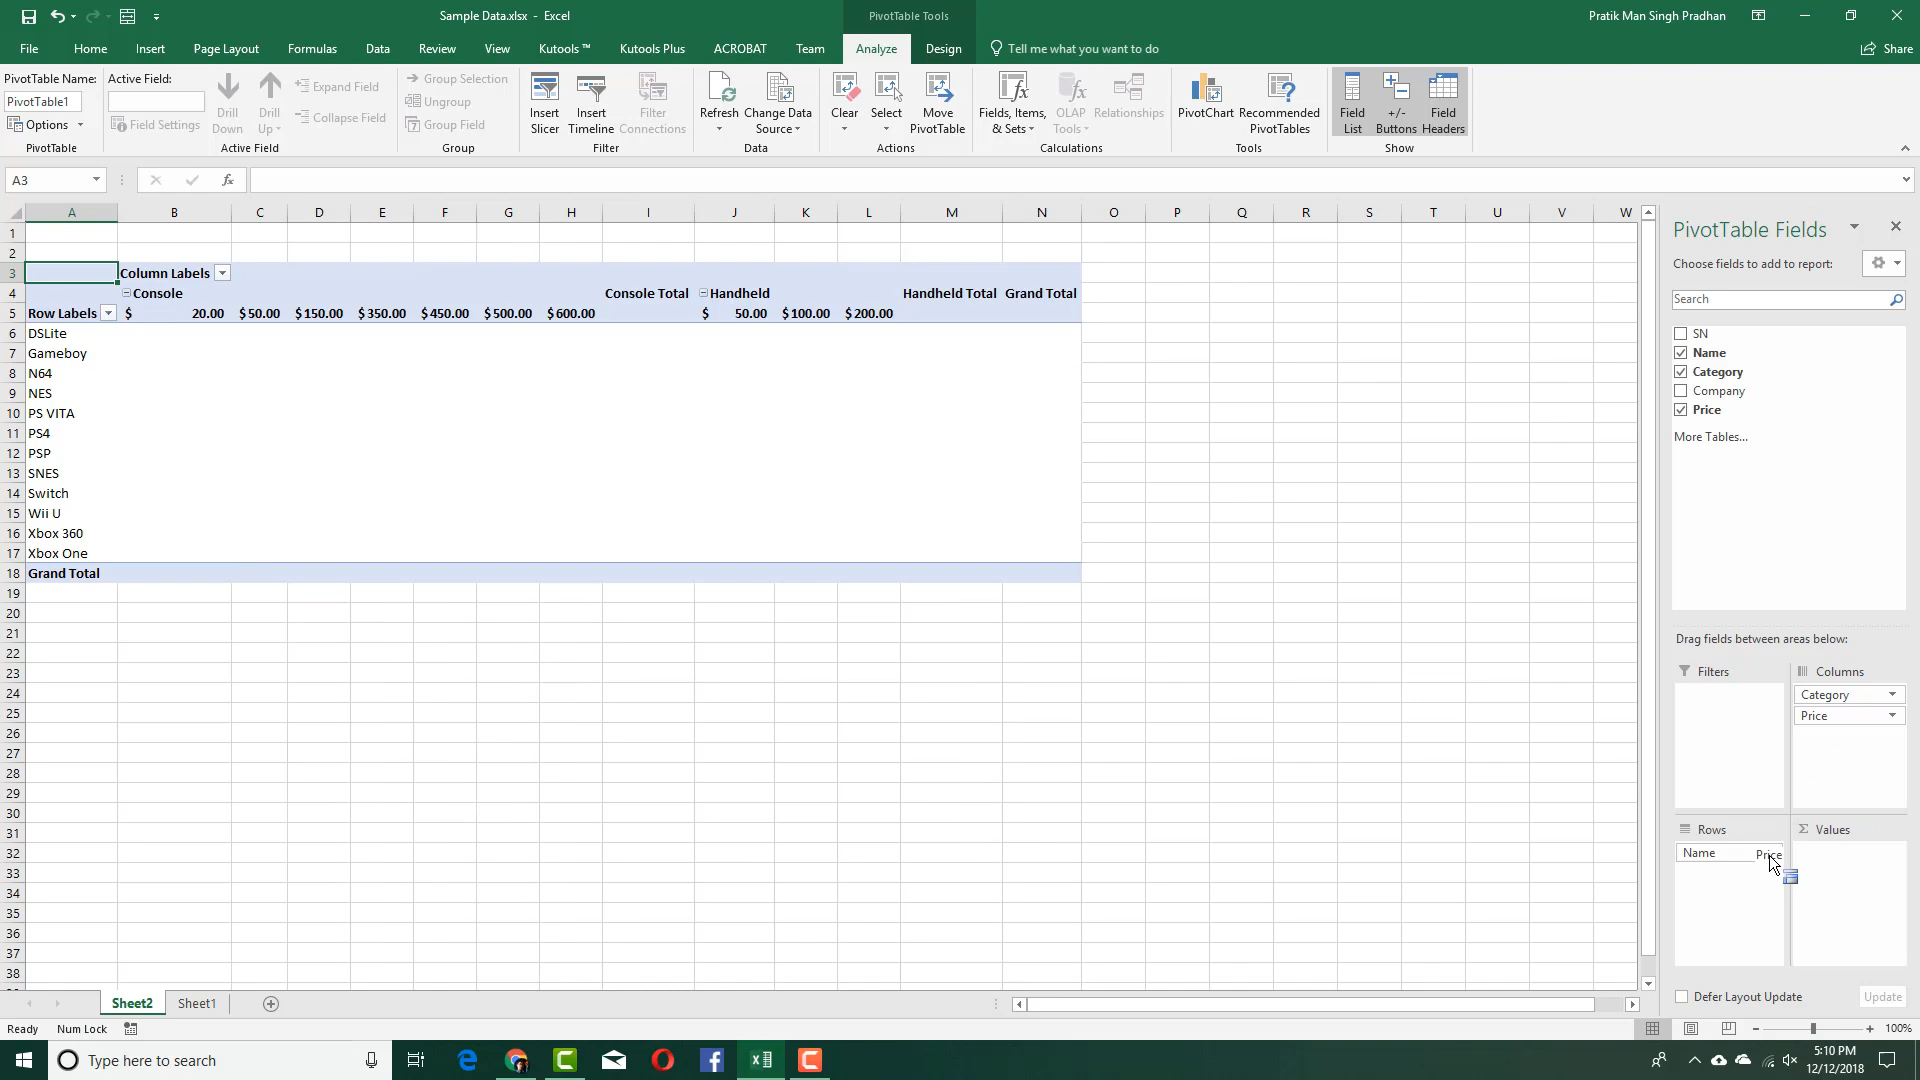 Sample Data.xlsx - Excel
PivotTable Tools
Pratik Man Singh Pradhan
File Home Insert Page Layout Formulas Data Review View Kutools ™ Kutools Plus ACROBAT Team Analyze Design Tell me what you want to do Share
PivotTable Name:
PivotTable1
Options
PivotTable
Active Field:
Field Settings
Drill Down
Drill Up
Expand Field
Collapse Field
Active Field
Group Selection
Ungroup
Group Field
Group
Insert Slicer
Insert Timeline
Filter Connections
Filter
Refresh
Change Data Source
Data
Clear
Select
Move PivotTable
Actions
Fields, Items, & Sets
OLAP Tools
Relationships
Calculations
PivotChart
Recommended PivotTables
Tools
Field List
+/- Buttons
Field Headers
Show
A3
fx
A B C D E F G H I J K L M N O P Q R S T U V W
1
2
3 Column Labels
4 Console Console Total Handheld Handheld Total Grand Total
5 Row Labels $ 20.00 $ 50.00 $ 150.00 $ 350.00 $ 450.00 $ 500.00 $ 600.00 $ 50.00 $ 100.00 $ 200.00
6 DSLite
7 Gameboy
8 N64
9 NES
10 PS VITA
11 PS4
12 PSP
13 SNES
14 Switch
15 Wii U
16 Xbox 360
17 Xbox One
18 Grand Total
19
20
21
22
23
24
25
26
27
28
29
30
31
32
33
34
35
36
37
38
PivotTable Fields
Choose fields to add to report:
Search
SN
Name
Category
Company
Price
More Tables...
Drag fields between areas below:
Filters
Columns
Category
Price
Rows
Name
Price
Σ Values
Defer Layout Update
Update
Sheet2 Sheet1
Ready Num Lock
100%
Type here to search
5:10 PM
12/12/2018